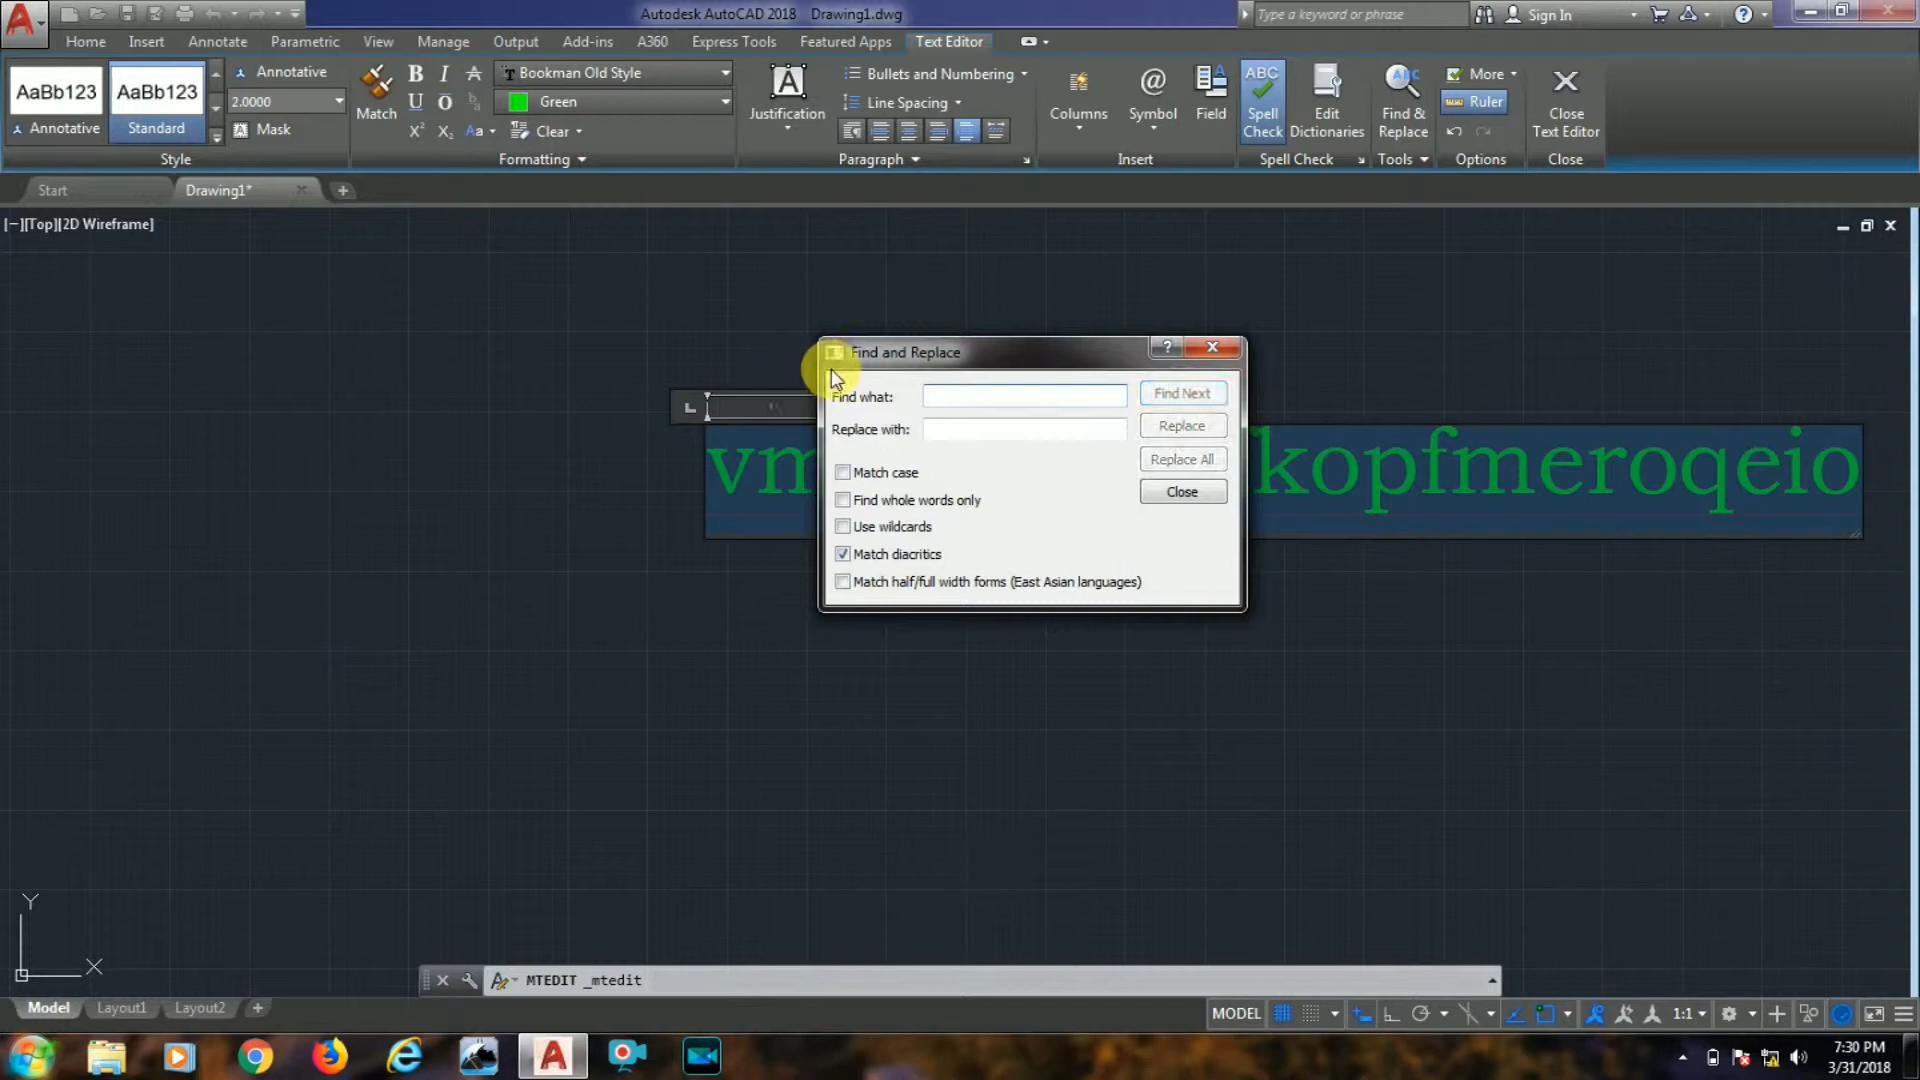 Autodesk AutoCAD 2018 Drawing1.dwg
Type a keyword or phrase
Sign In
Home Insert Annotate Parametric View Manage Output Add-ins A360 Express Tools Featured Apps Text Editor
AaBb123 AaBb123
Annotative Standard
Annotative
2.0000
Mask
Style
Match
B I A
U O
Bookman Old Style
Green
Aa
Clear
Formatting
Justification
Bullets and Numbering
Line Spacing
Paragraph
Columns
Symbol
Field
Insert
ABC
Spell Check
Edit Dictionaries
Spell Check
ABC
Find & Replace
Tools
More
Ruler
Options
Close Text Editor
Close
Start Drawing1*
[−][Top][2D Wireframe]
Find and Replace
Find what:
Find Next
Replace with:
Replace
Match case
Replace All
Find whole words only
Close
Use wildcards
Match diacritics
Match half/full width forms (East Asian languages)
vm
kopfmeroqeio
Y
X
MTEDIT _mtedit
Model Layout1 Layout2
MODEL
1:1
7:30 PM
3/31/2018